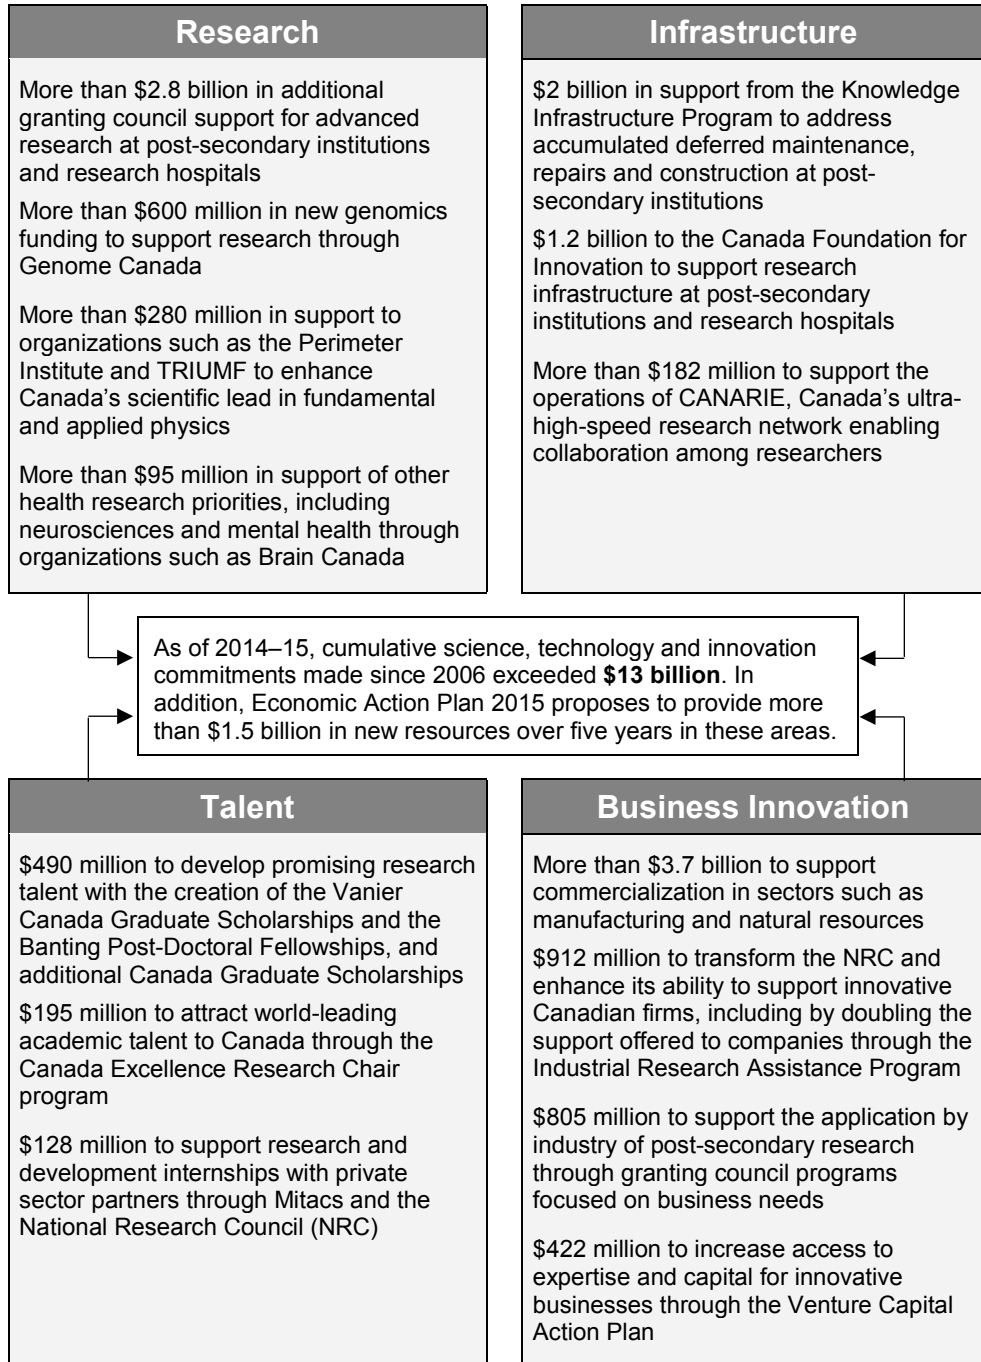 Research
More than $2.8 billion in additional
granting council support for advanced
research at post-secondary institutions
and research hospitals
More than $600 million in new genomics
funding to support research through
Genome Canada
More than $280 million in support to
organizations such as the Perimeter
Institute and TRIUMF to enhance
Canada’s scientific lead in fundamental
and applied physics
More than $95 million in support of other
health research priorities, including
neurosciences and mental health through
organizations such as Brain Canada
Infrastructure
$2 billion in support from the Knowledge
Infrastructure Program to address
accumulated deferred maintenance,
repairs and construction at post-
secondary institutions
$1.2 billion to the Canada Foundation for
Innovation to support research
infrastructure at post-secondary
institutions and research hospitals
More than $182 million to support the
operations of CANARIE, Canada’s ultra-
high-speed research network enabling
collaboration among researchers
As of 2014–15, cumulative science, technology and innovation
commitments made since 2006 exceeded $13 billion. In
addition, Economic Action Plan 2015 proposes to provide more
than $1.5 billion in new resources over five years in these areas.
Talent
$490 million to develop promising research
talent with the creation of the Vanier
Canada Graduate Scholarships and the
Banting Post-Doctoral Fellowships, and
additional Canada Graduate Scholarships
$195 million to attract world-leading
academic talent to Canada through the
Canada Excellence Research Chair
program
$128 million to support research and
development internships with private
sector partners through Mitacs and the
National Research Council (NRC)
Business Innovation
More than $3.7 billion to support
commercialization in sectors such as
manufacturing and natural resources
$912 million to transform the NRC and
enhance its ability to support innovative
Canadian firms, including by doubling the
support offered to companies through the
Industrial Research Assistance Program
$805 million to support the application by
industry of post-secondary research
through granting council programs
focused on business needs
$422 million to increase access to
expertise and capital for innovative
businesses through the Venture Capital
Action Plan